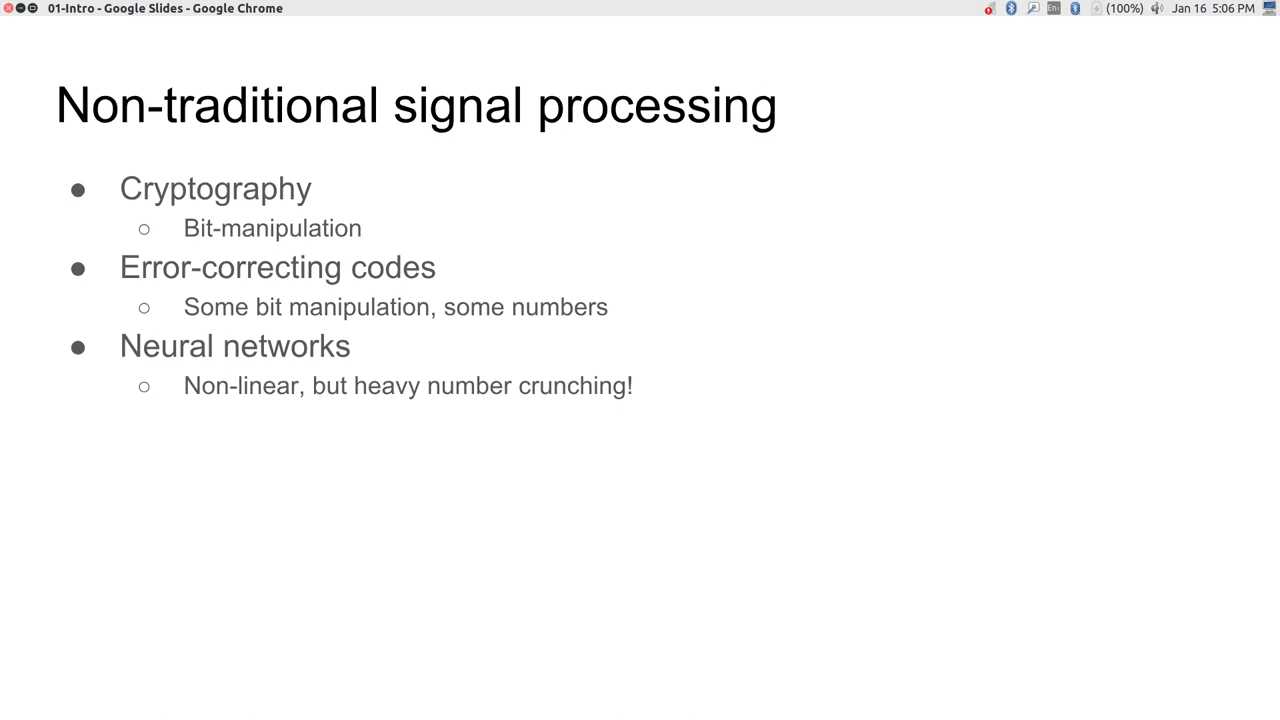 01-Intro - Google Slides - Google Chrome
(100%) Jan 16 5:06 PM
Non-traditional signal processing
● Cryptography
○ Bit-manipulation
● Error-correcting codes
○ Some bit manipulation, some numbers
● Neural networks
○ Non-linear, but heavy number crunching!